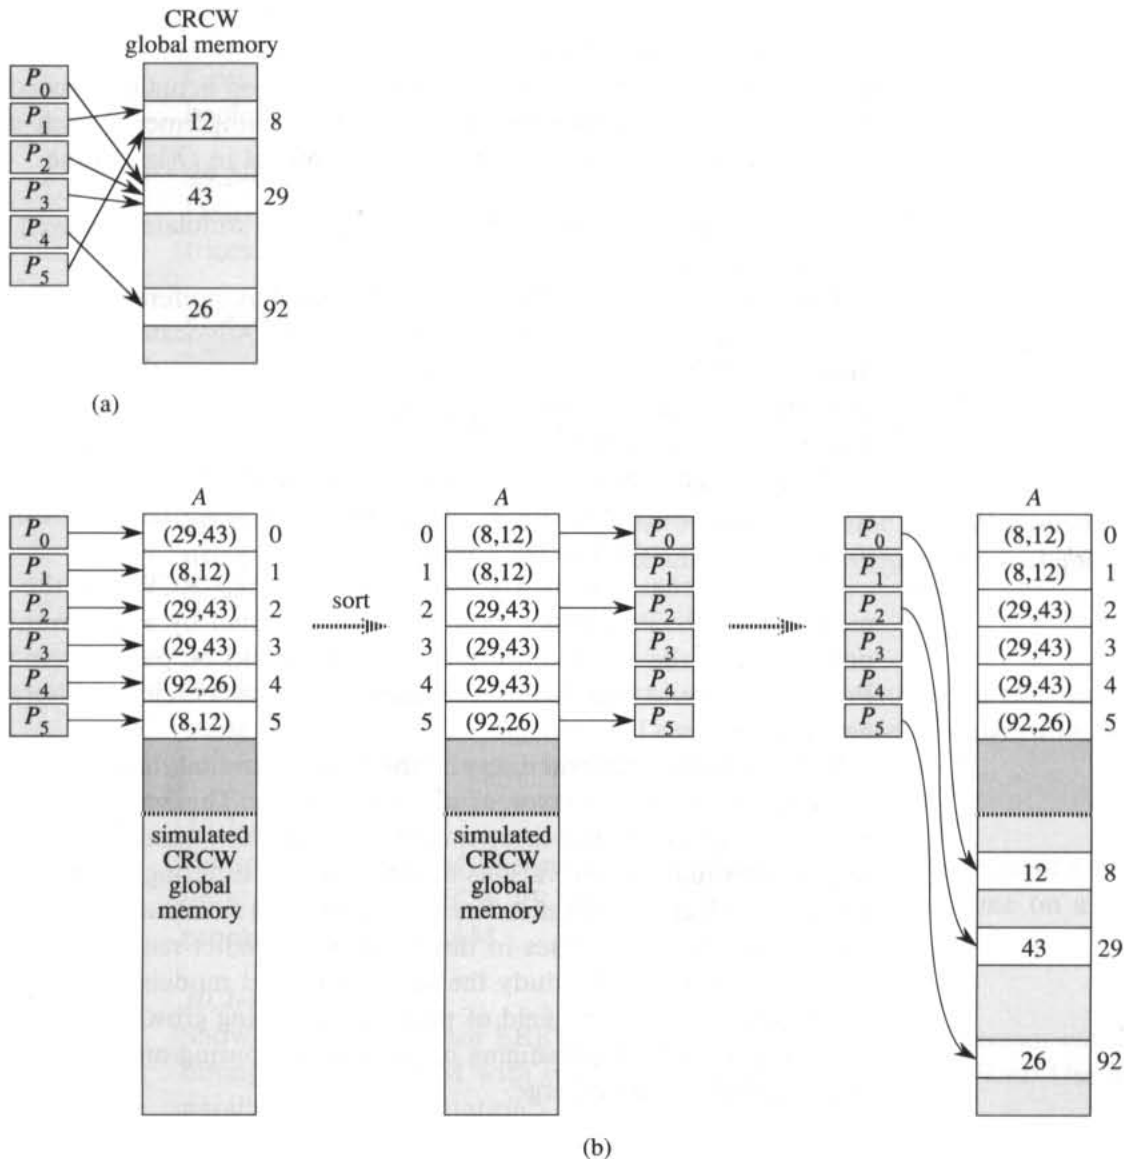 CRCW
global memory
P0
P1 12 8
P2
P3 43 29
P4
P5
26 92
(a)
A A A
P0 (29,43) 0 0 (8,12) P0 P0 (8,12) 0
P1 (8,12) 1 1 (8,12) P1 P1 (8,12) 1
P2 (29,43) 2 sort 2 (29,43) P2 P2 (29,43) 2
P3 (29,43) 3 3 (29,43) P3 P3 (29,43) 3
P4 (92,26) 4 4 (29,43) P4 P4 (29,43) 4
P5 (8,12) 5 5 (92,26) P5 P5 (92,26) 5
simulated simulated
CRCW CRCW
global global 12 8
memory memory
43 29
26 92
(b)